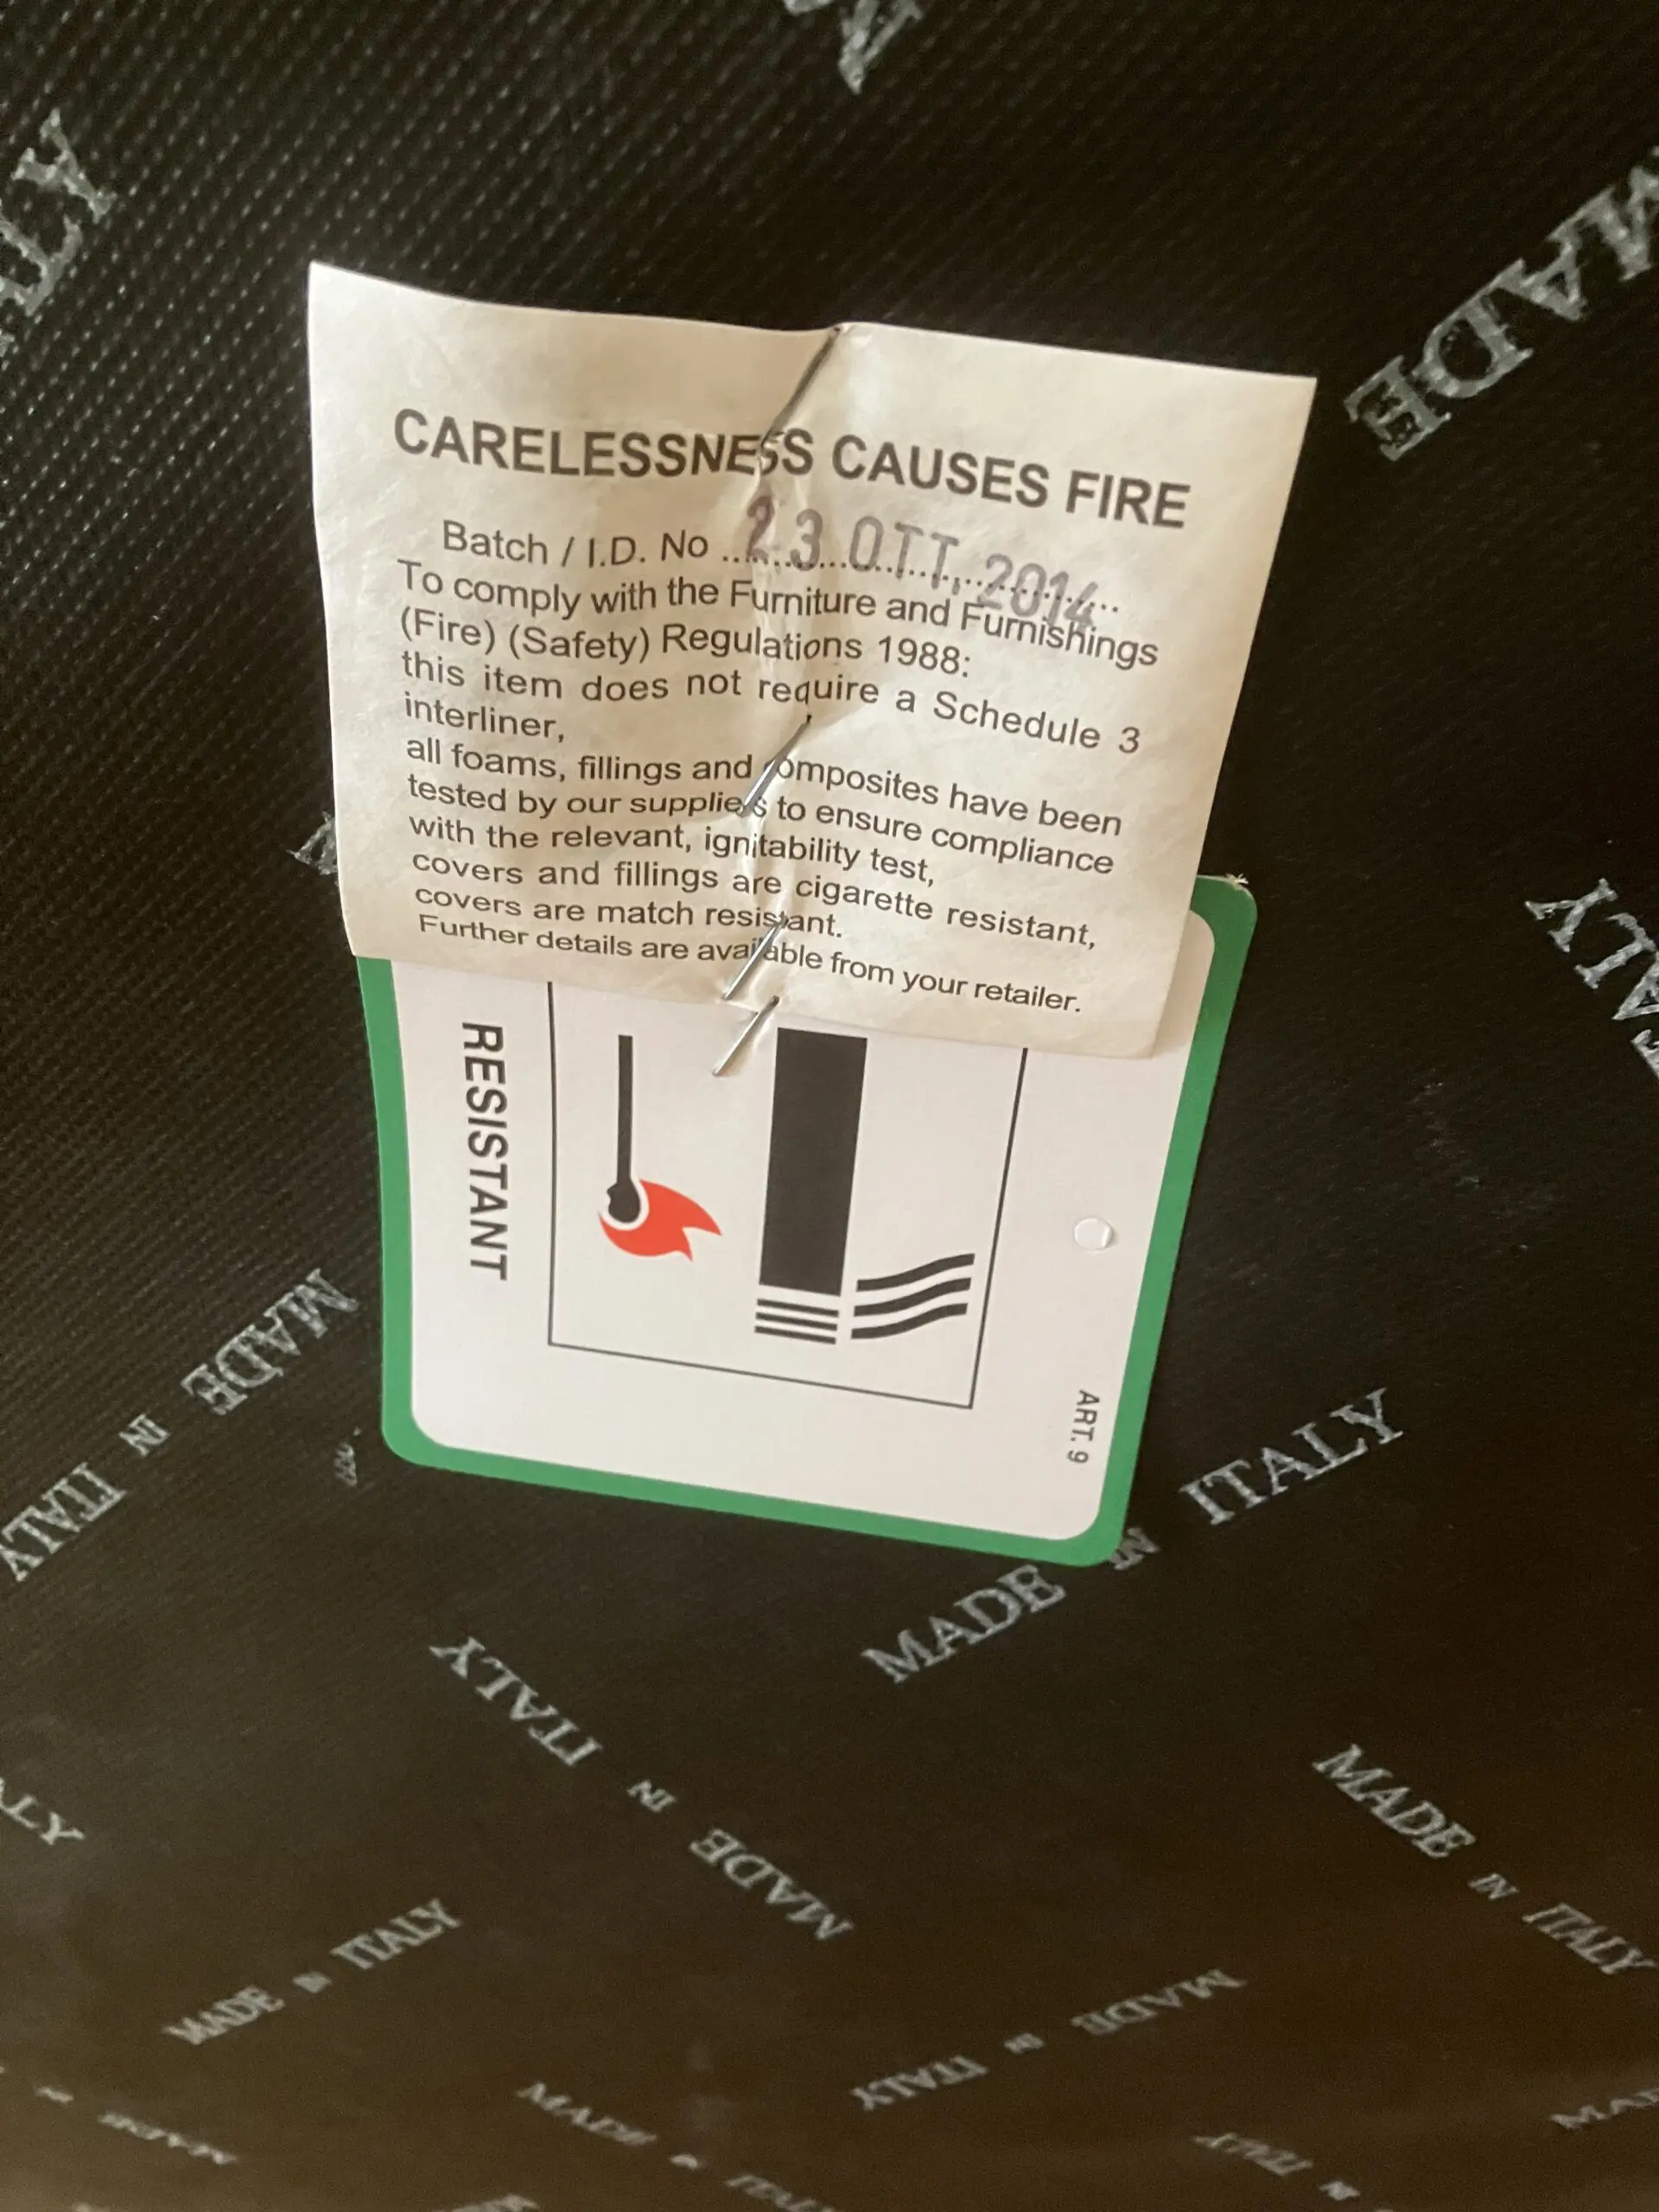 CARELESSNESS CAUSES FIRE
Batch / I.D. No ..23 OTT. 2014..
To comply with the Furniture and Furnishings
(Fire) (Safety) Regulations 1988:
this item does not require a Schedule 3
interliner,
all foams, fillings and composites have been
tested by our suppliers to ensure compliance
with the relevant, ignitability test,
covers and fillings are cigarette resistant,
covers are match resistant.
Further details are available from your retailer.
RESISTANT
ART. 9
MADE
ITALY
MADE IN ITALY
MADE IN ITALY
MADE IN ITALY
MADE IN ITALY
MADE IN ITALY
MADE IN ITALY